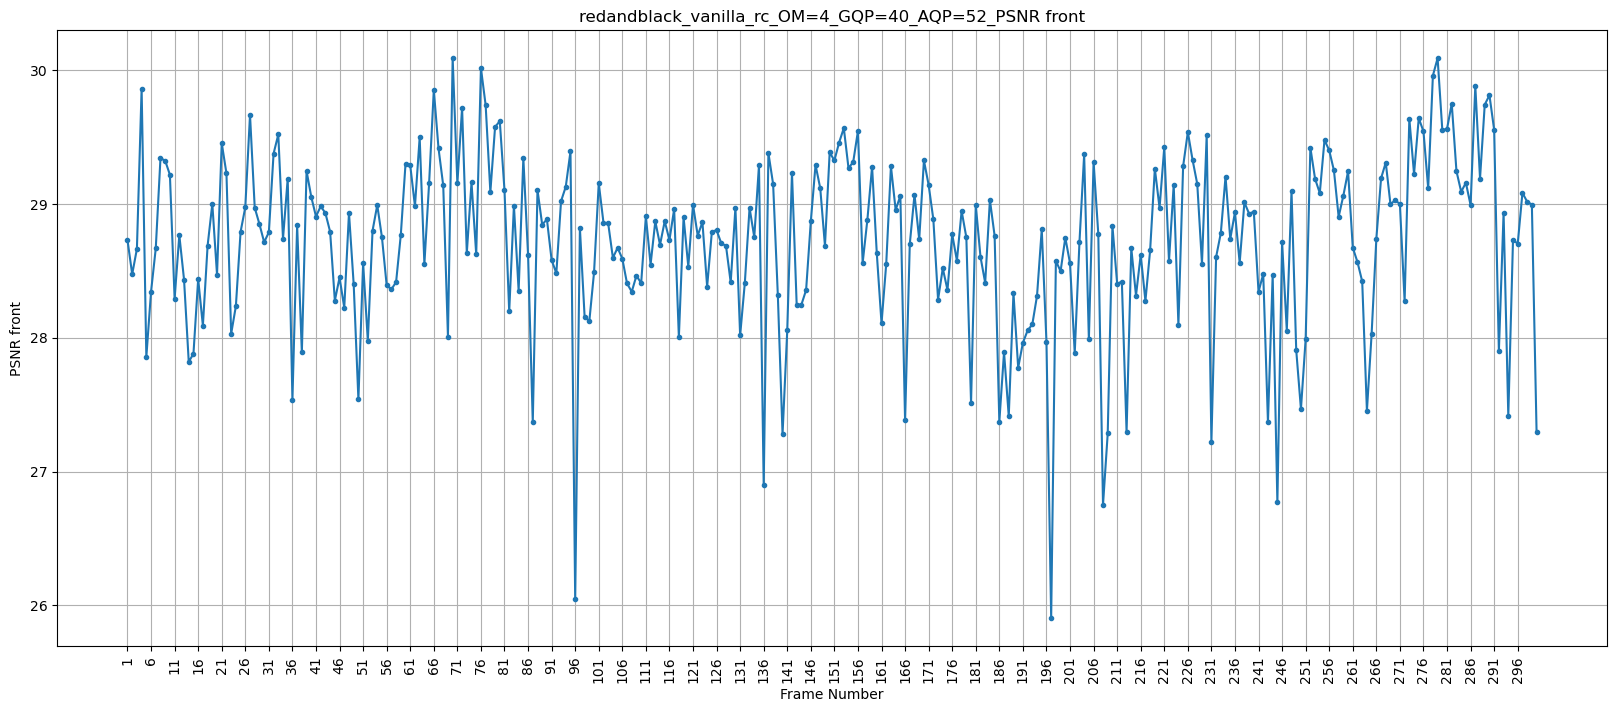 redandblack_vanilla_rc_OM=4_GQP=40_AQP=52_PSNR front
PSNR front
30
29
28
27
26
1 6 11 16 21 26 31 36 41 46 51 56 61 66 71 76 81 86 91 96 101 106 111 116 121 126 131 136 141 146 151 156 161 166 171 176 181 186 191 196 201 206 211 216 221 226 231 236 241 246 251 256 261 266 271 276 281 286 291 296
Frame Number